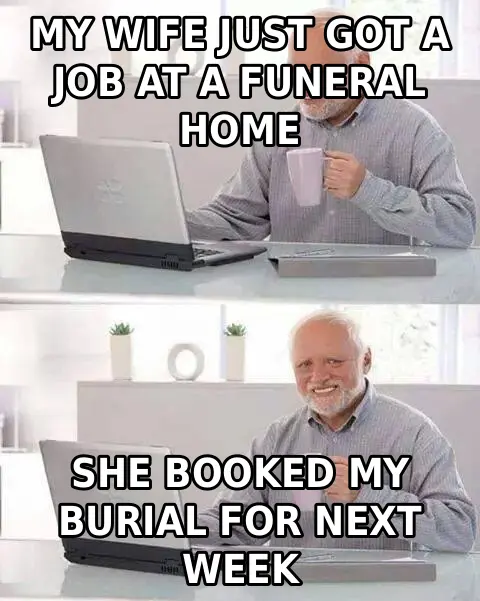 MY WIFE JUST GOT A
JOB AT A FUNERAL
HOME
SHE BOOKED MY
BURIAL FOR NEXT
WEEK